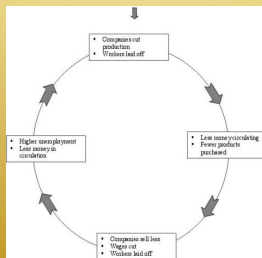 • Companies cut
production
• Workers laid off
• Less money circulating
• Fewer products
purchased
• Companies sell less
• Wages cut
• Workers laid off
• Higher unemployment
• Less money in
circulation